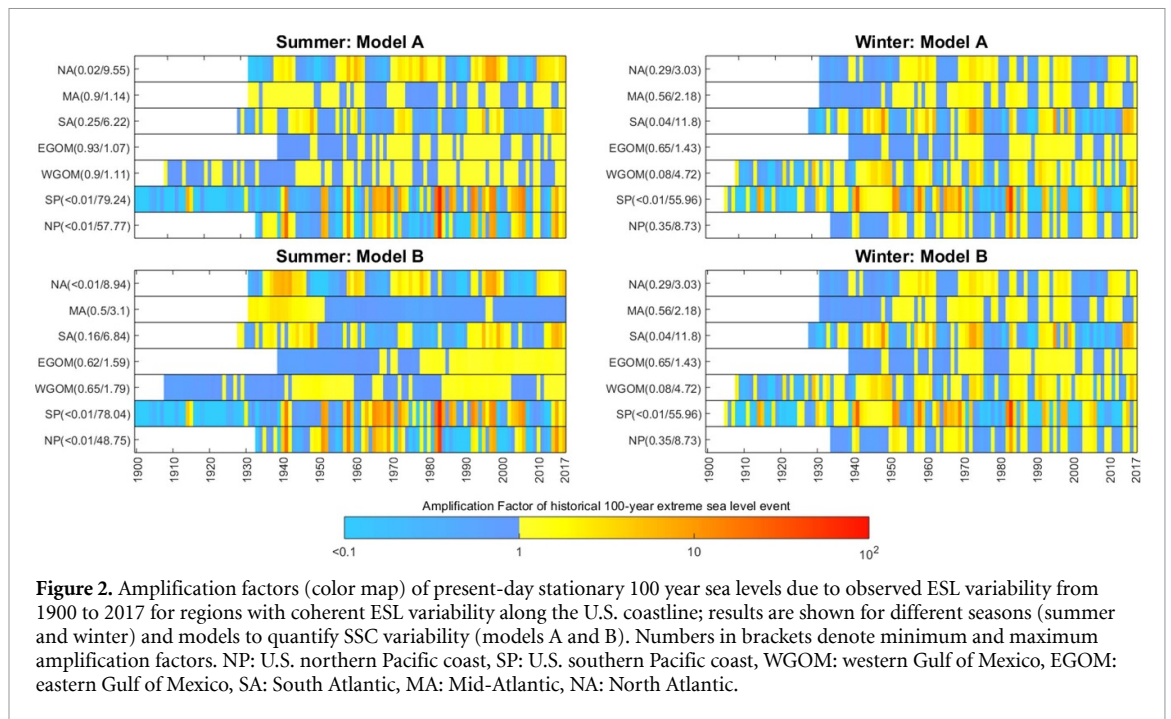 Summer: Model A
NA(0.02/9.55)
MA(0.9/1.14)
SA(0.25/6.22)
EGOM(0.93/1.07)
WGOM(0.9/1.11)
SP(<0.01/79.24)
NP(<0.01/57.77)
Winter: Model A
NA(0.29/3.03)
MA(0.56/2.18)
SA(0.04/11.8)
EGOM(0.65/1.43)
WGOM(0.08/4.72)
SP(<0.01/55.96)
NP(0.35/8.73)
Summer: Model B
NA(<0.01/8.94)
MA(0.5/3.1)
SA(0.16/6.84)
EGOM(0.62/1.59)
WGOM(0.65/1.79)
SP(<0.01/78.04)
NP(<0.01/48.75)
1900 1910 1920 1930 1940 1950 1960 1970 1980 1990 2000 2010 2017
Winter: Model B
NA(0.29/3.03)
MA(0.56/2.18)
SA(0.04/11.8)
EGOM(0.65/1.43)
WGOM(0.08/4.72)
SP(<0.01/55.96)
NP(0.35/8.73)
1900 1910 1920 1930 1940 1950 1960 1970 1980 1990 2000 2010 2017
Amplification Factor of historical 100-year extreme sea level event
<0.1 1 10 10²
Figure 2. Amplification factors (color map) of present-day stationary 100 year sea levels due to observed ESL variability from
1900 to 2017 for regions with coherent ESL variability along the U.S. coastline; results are shown for different seasons (summer
and winter) and models to quantify SSC variability (models A and B). Numbers in brackets denote minimum and maximum
amplification factors. NP: U.S. northern Pacific coast, SP: U.S. southern Pacific coast, WGOM: western Gulf of Mexico, EGOM:
eastern Gulf of Mexico, SA: South Atlantic, MA: Mid-Atlantic, NA: North Atlantic.